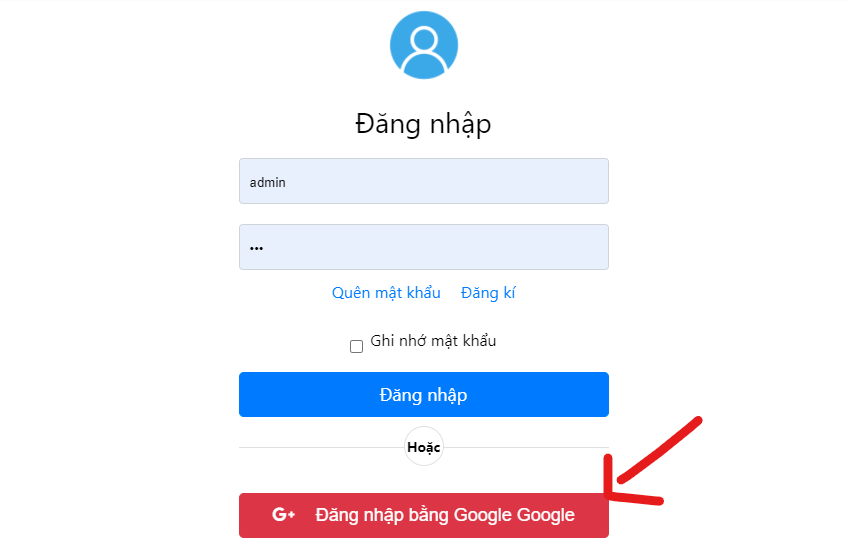 Đăng nhập
admin
•••
Quên mật khẩu Đăng kí
Ghi nhớ mật khẩu
Đăng nhập
Hoặc
G+ Đăng nhập bằng Google Google